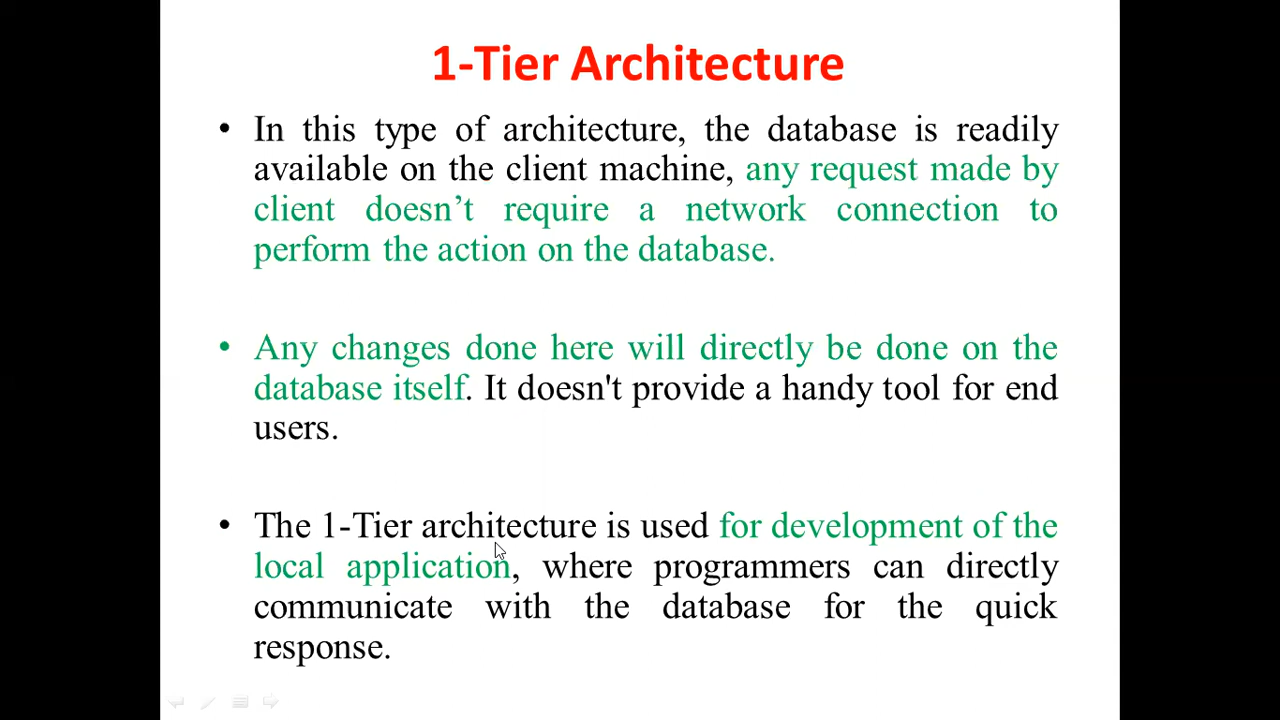 1-Tier Architecture
• In this type of architecture, the database is readily
available on the client machine, any request made by
client doesn’t require a network connection to
perform the action on the database.
• Any changes done here will directly be done on the
database itself. It doesn't provide a handy tool for end
users.
• The 1-Tier architecture is used for development of the
local application, where programmers can directly
communicate with the database for the quick
response.